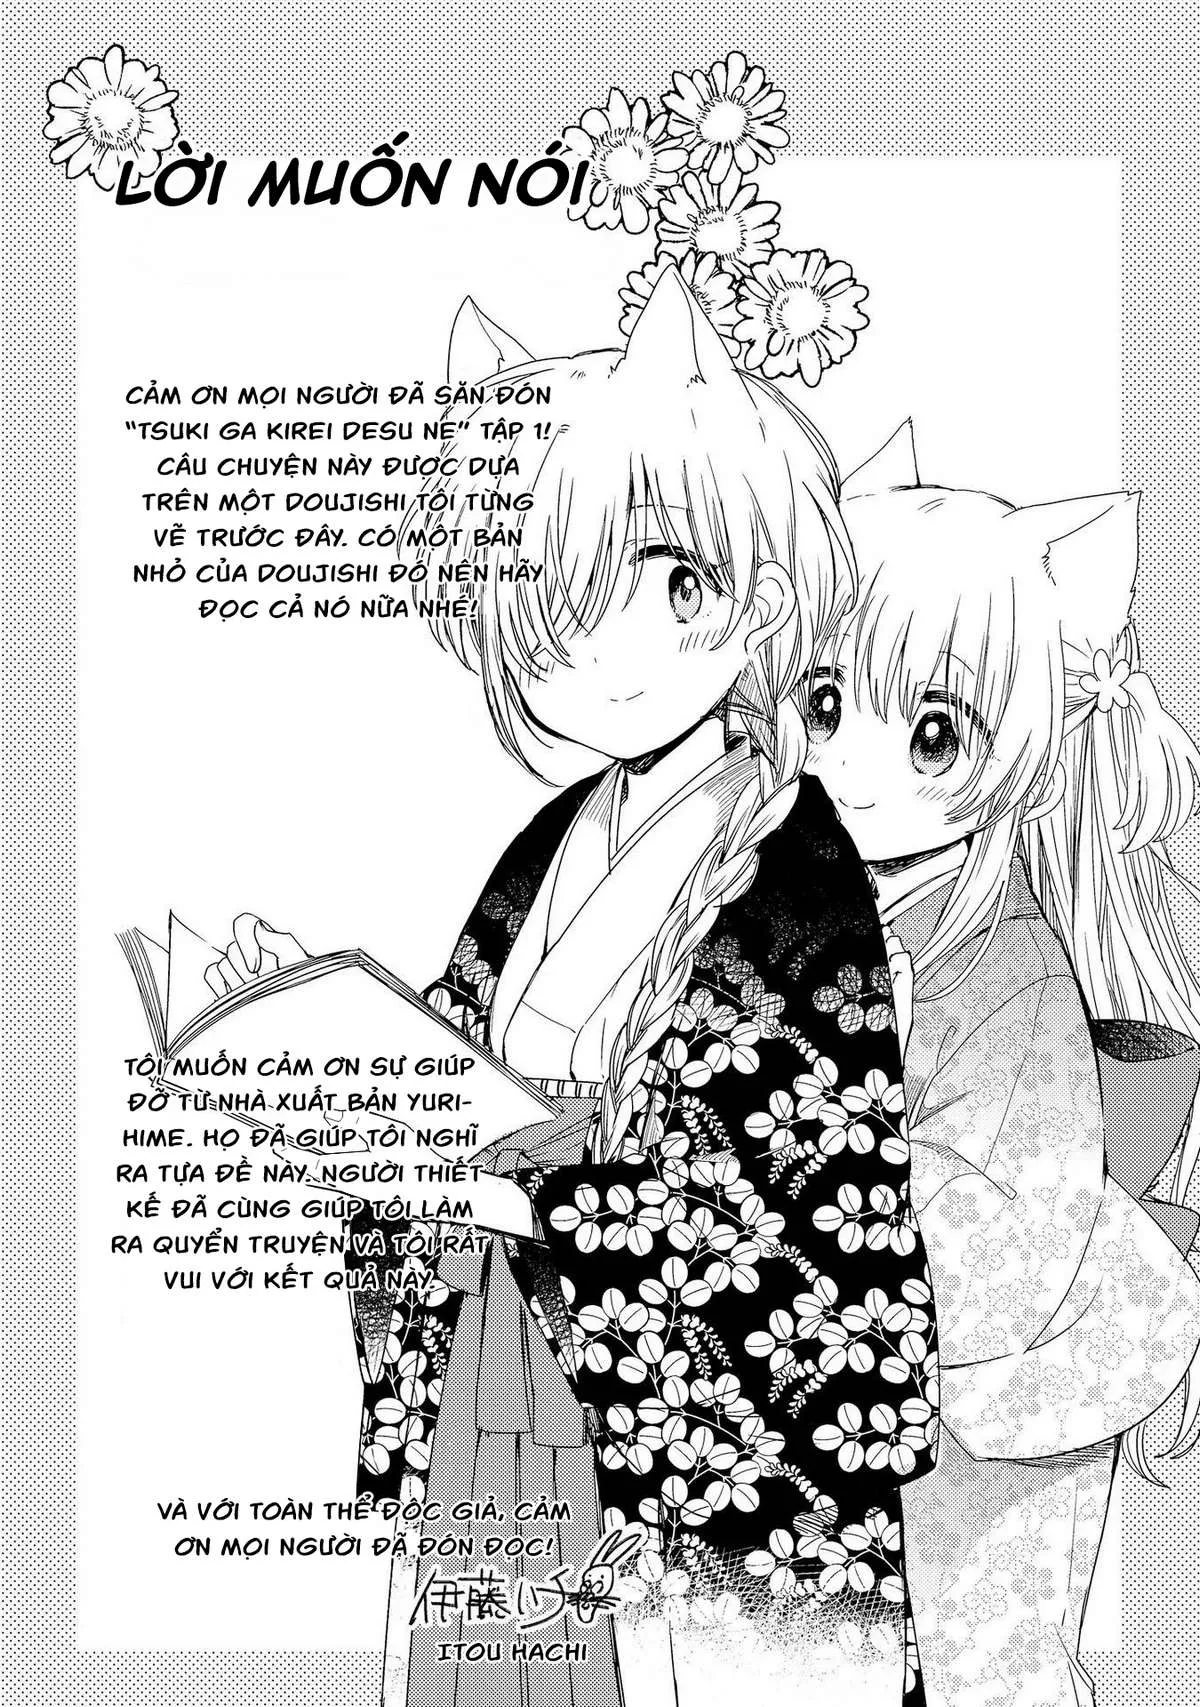 LỜI MUỐN NÓI
CẢM ƠN MỌI NGƯỜI ĐÃ SĂN ĐÓN
"TSUKI GA KIREI DESU NE" TẬP 1!
CÂU CHUYỆN NÀY ĐƯỢC DỰA
TRÊN MỘT DOUJISHI TÔI TỪNG
VẼ TRƯỚC ĐÂY. CÓ MỘT BẢN
NHỎ CỦA DOUJISHI ĐÓ NÊN HÃY
ĐỌC CẢ NÓ NỮA NHÉ!
TÔI MUỐN CẢM ƠN SỰ GIÚP
ĐỠ TỪ NHÀ XUẤT BẢN YURI-
HIME. HỌ ĐÃ GIÚP TÔI NGHĨ
RA TỰA ĐỀ NÀY. NGƯỜI THIẾT
KẾ ĐÃ CÙNG GIÚP TÔI LÀM
RA QUYỂN TRUYỆN VÀ TÔI RẤT
VUI VỚI KẾT QUẢ NÀY.
VÀ VỚI TOÀN THỂ ĐỘC GIẢ, CẢM
ƠN MỌI NGƯỜI ĐÃ ĐÓN ĐỌC!
伊藤ハチ
ITOU HACHI